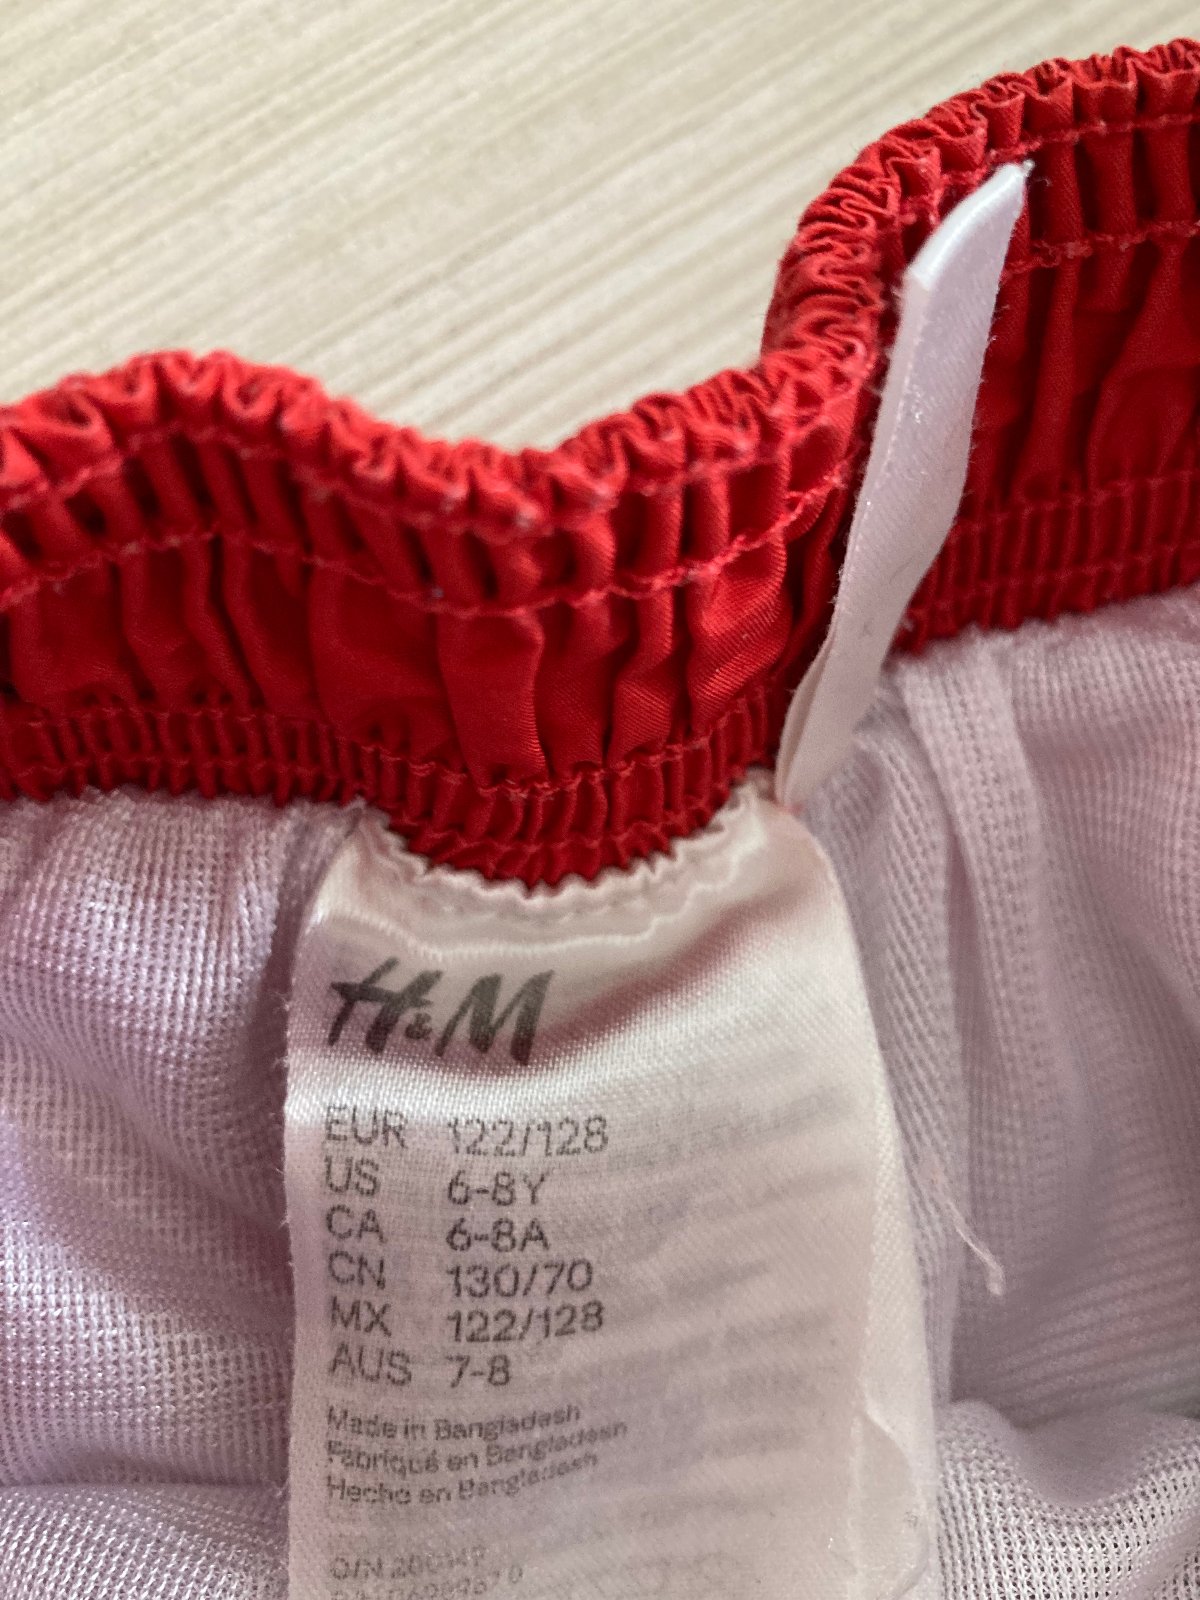 H&M
EUR 122/128
US 6-8Y
CA 6-8A
CN 130/70
MX 122/128
AUS 7-8
Made in Bangladesh
Fabriqué en Bangladesh
Hecho en Bangladesh
O/N